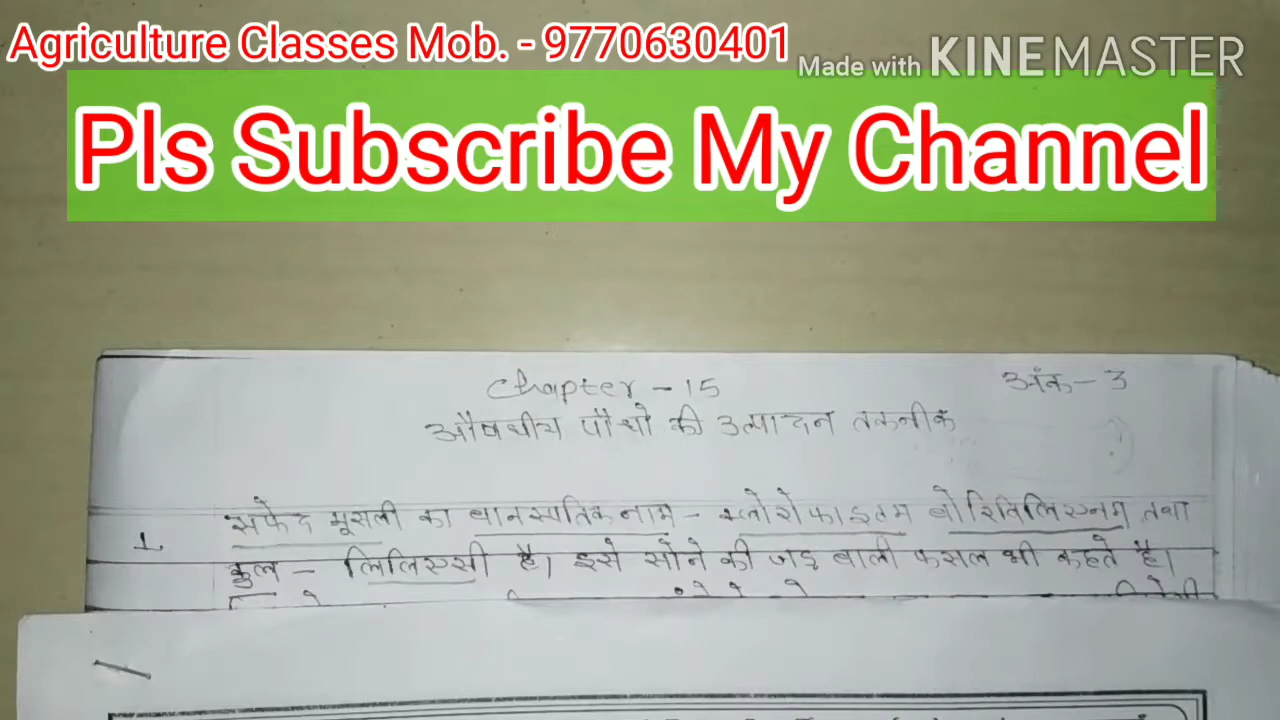 Agriculture Classes Mob. - 9770630401
Made with KINEMASTER
Pls Subscribe My Channel
Chapter - 15
अंक - 3
औषधीय पौधो की उत्पादन तकनीक
1. सफेद मूसली का वानस्पतिक नाम - क्लोरोफाइटम बोरिविलिएनम तथा
कुल - लिलिएसी है। इसे सोने की जड़ वाली फसल भी कहते है।